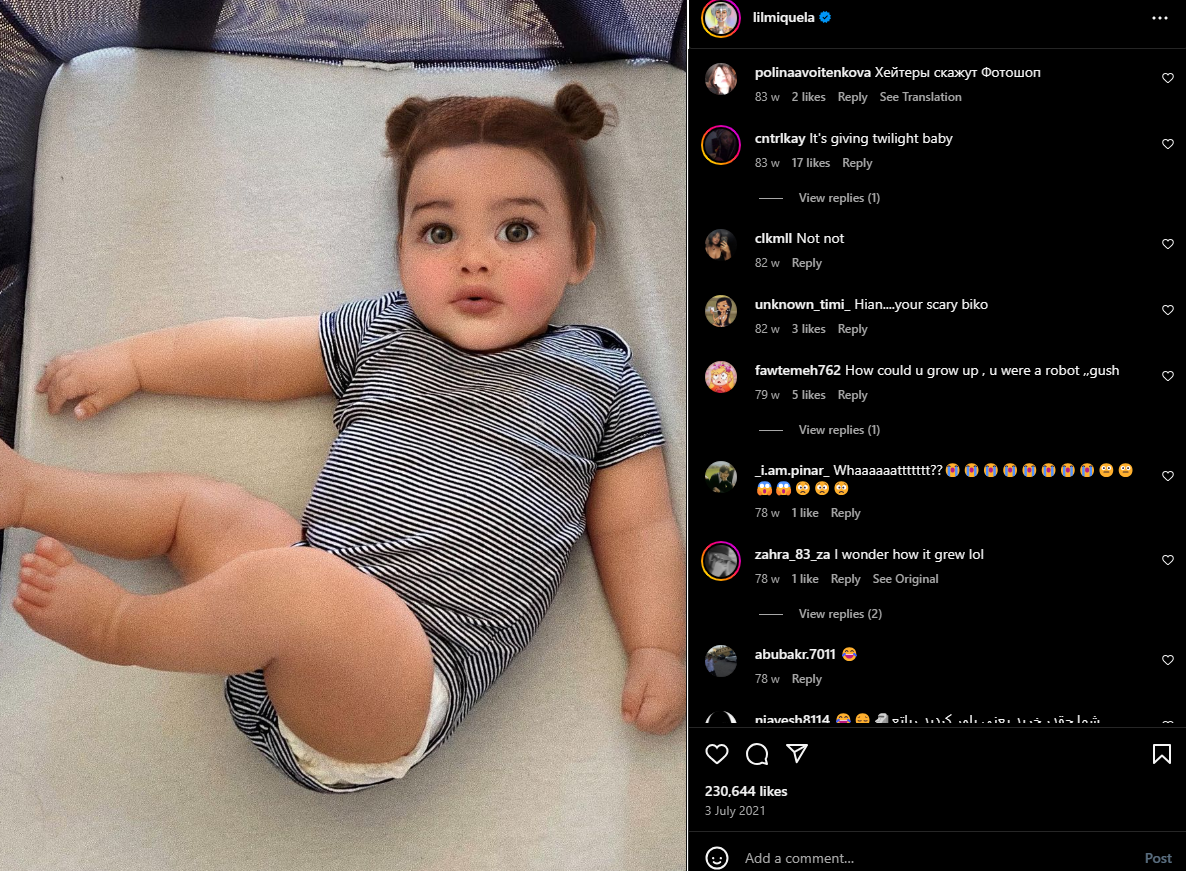 lilmiquela
polinaavoitenkova Хейтеры скажут Фотошоп
83 w 2 likes Reply See Translation
cntrlkay It's giving twilight baby
83 w 17 likes Reply
View replies (1)
clkmll Not not
82 w Reply
unknown_timi_ Hian....your scary biko
82 w 3 likes Reply
fawtemeh762 How could u grow up , u were a robot ,,gush
79 w 5 likes Reply
View replies (1)
_i.am.pinar_ Whaaaaaattttttt?? 😭😭😭😭😭😭😭😭😳😳
😱😱😳😳😳
78 w 1 like Reply
zahra_83_za I wonder how it grew lol
78 w 1 like Reply See Original
View replies (2)
abubakr.7011 😂
78 w Reply
niayesh8114
230,644 likes
3 July 2021
Add a comment... Post